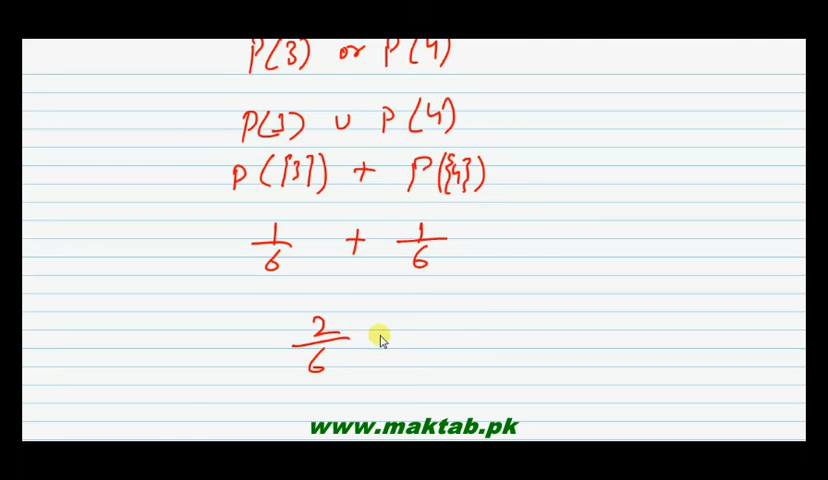 P(3) or P(4)
P(3) ∪ P(4)
P({3}) + P({4})
1/6 + 1/6
2/6
www.maktab.pk